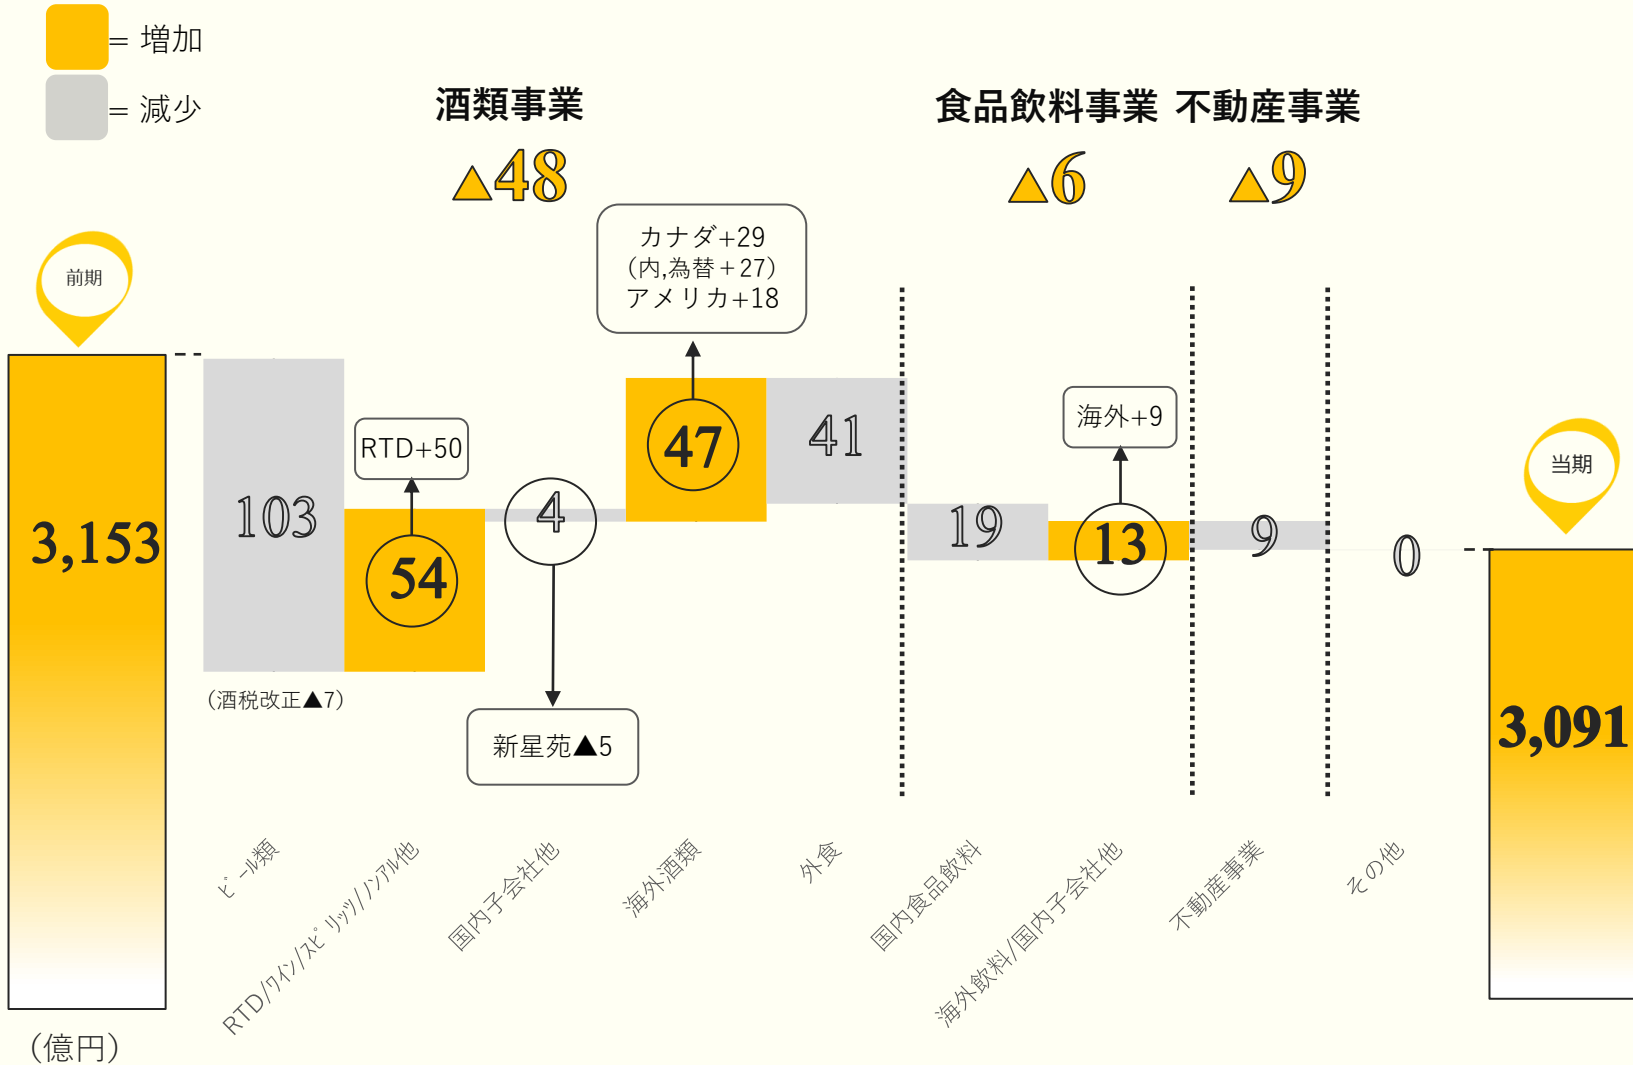 = 増加
= 減少
酒類事業
▲48
食品飲料事業
▲6
不動産事業
▲9
前期
3,153
(億円)
103
(酒税改正▲7)
RTD+50
54
4
新星苑▲5
カナダ+29
(内,為替+27)
アメリカ+18
47
41
19
海外+9
13
9
0
当期
3,091
ビール類
RTD/ワイン/スピリッツ/ノンアル他
国内子会社他
海外酒類
外食
国内食品飲料
海外飲料/国内子会社他
不動産事業
その他